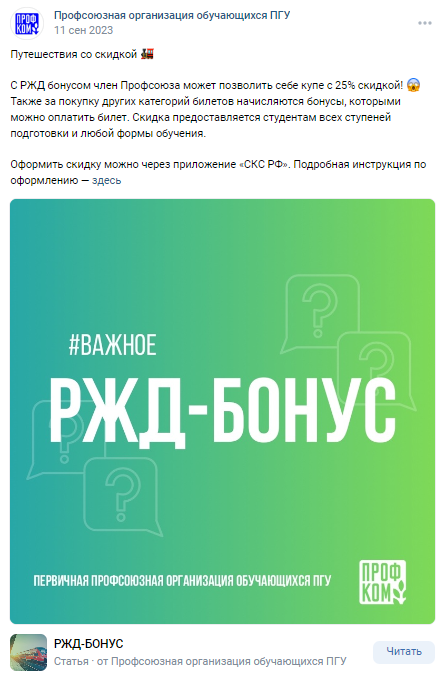 ПРОФ
КОМ
Профсоюзная организация обучающихся ПГУ
11 сен 2023
Путешествия со скидкой 🚂
С РЖД бонусом член Профсоюза может позволить себе купе с 25% скидкой! 😱
Также за покупку других категорий билетов начисляются бонусы, которыми
можно оплатить билет. Скидка предоставляется студентам всех ступеней
подготовки и любой формы обучения.
Оформить скидку можно через приложение «СКС РФ». Подробная инструкция по
оформлению — здесь
#ВАЖНОЕ
РЖД-БОНУС
ПЕРВИЧНАЯ ПРОФСОЮЗНАЯ ОРГАНИЗАЦИЯ ОБУЧАЮЩИХСЯ ПГУ
ПРОФ
КОМ
РЖД-БОНУС
Статья · от Профсоюзная организация обучающихся ПГУ
Читать